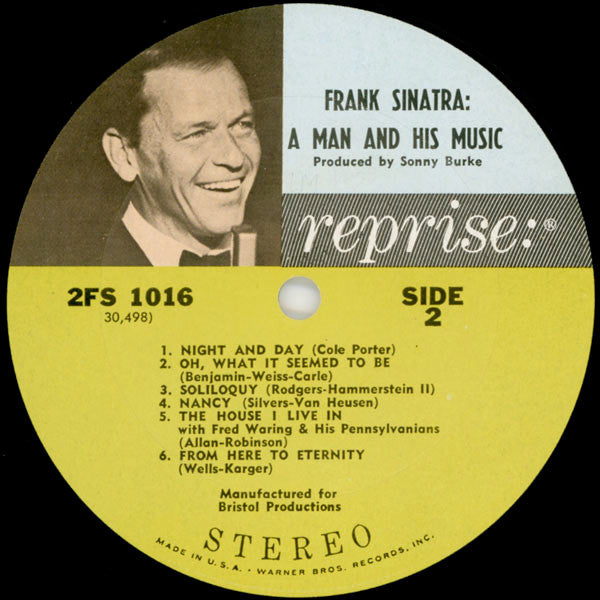 FRANK SINATRA:
A MAN AND HIS MUSIC
Produced by Sonny Burke
reprise:®
2FS 1016
30,498)
SIDE
2
1. NIGHT AND DAY (Cole Porter)
2. OH, WHAT IT SEEMED TO BE
(Benjamin-Weiss-Carle)
3. SOLILOQUY (Rodgers-Hammerstein II)
4. NANCY (Silvers-Van Heusen)
5. THE HOUSE I LIVE IN
with Fred Waring & His Pennsylvanians
(Allan-Robinson)
6. FROM HERE TO ETERNITY
(Wells-Karger)
Manufactured for
Bristol Productions
STEREO
MADE IN U.S.A. • WARNER BROS. RECORDS, INC.